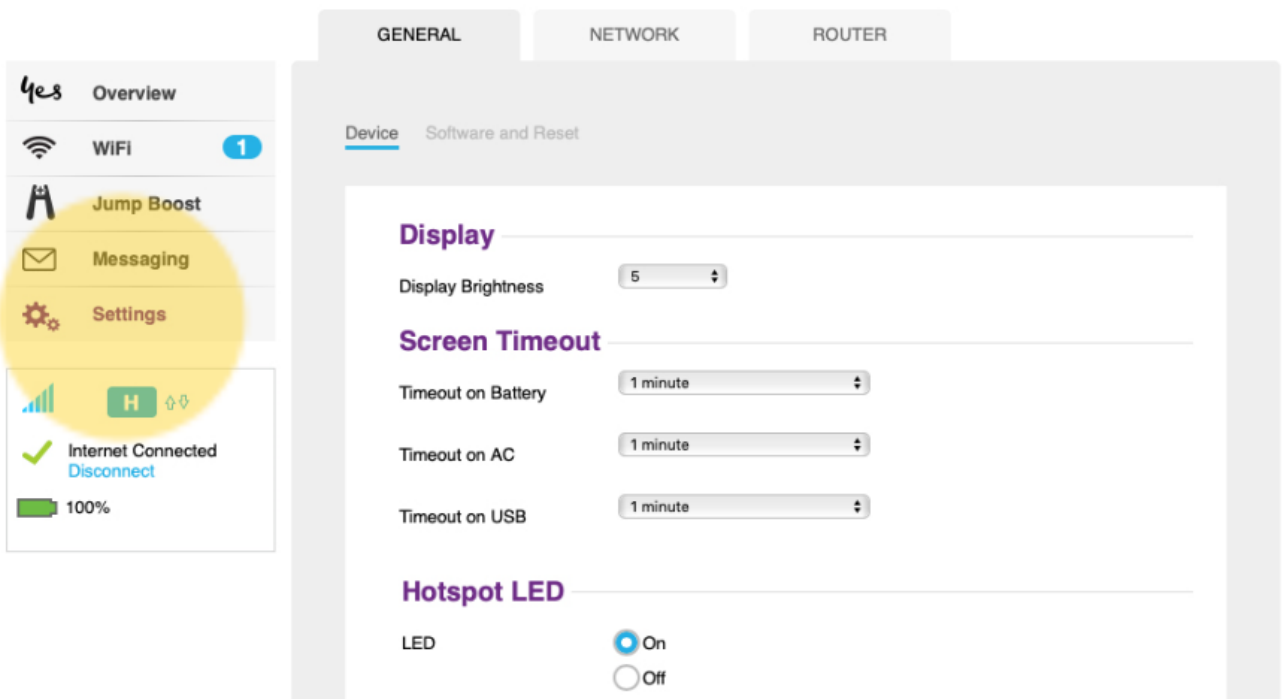 GENERAL NETWORK ROUTER
yes Overview
WiFi 1
Jump Boost
Messaging
Settings
H
Internet Connected
Disconnect
100%
Device Software and Reset
Display
Display Brightness 5
Screen Timeout
Timeout on Battery 1 minute
Timeout on AC 1 minute
Timeout on USB 1 minute
Hotspot LED
LED On
Off